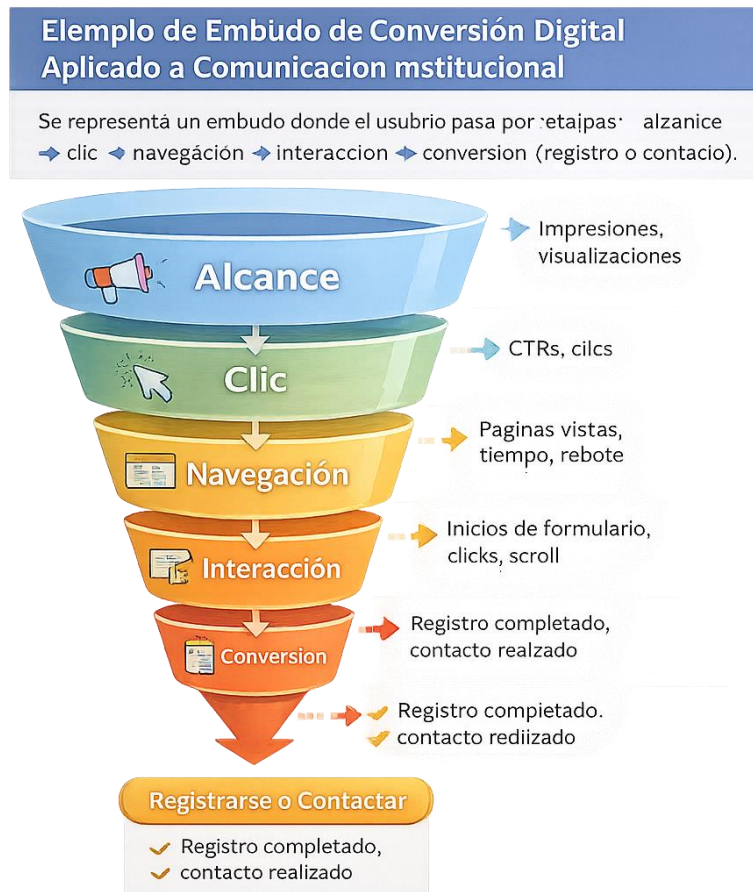 Elemplo de Embudo de Conversión Digital
Aplicado a Comunicacion mstitucional
Se representá un embudo donde el usubrio pasa por :etaipas· alzanice
clic navegáción interaccion conversion (registro o contacio).
Alcance
Impresiones,
visualizaciones
Clic
CTRs, cilcs
Navegación
Paginas vistas,
tiempo, rebote
Interacción
Inicios de formulario,
clicks, scroll
Conversion
Registro completado,
contacto realzado
Registro compietado.
contacto rediizado
Registrarse o Contactar
Registro completado,
contacto realizado